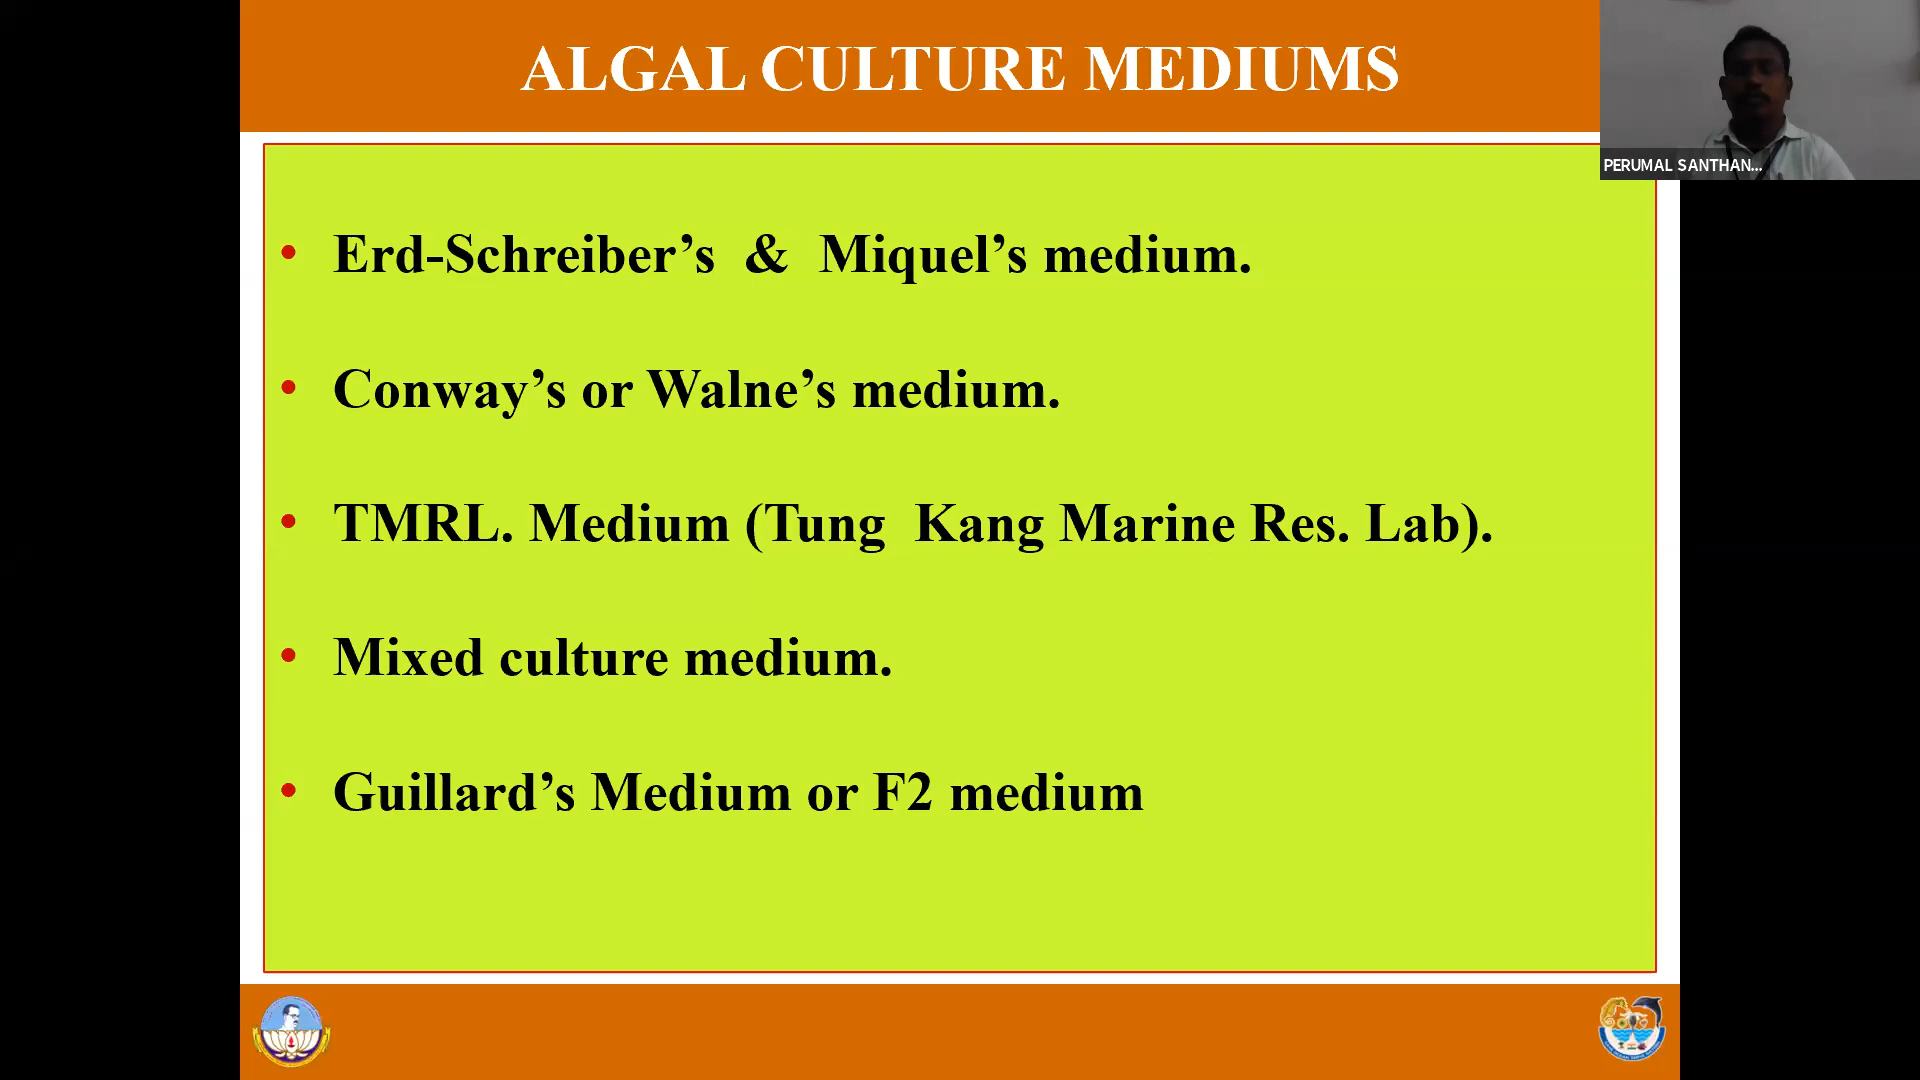 ALGAL CULTURE MEDIUMS
PERUMAL SANTHAN...
• Erd-Schreiber’s & Miquel’s medium.
• Conway’s or Walne’s medium.
• TMRL. Medium (Tung Kang Marine Res. Lab).
• Mixed culture medium.
• Guillard’s Medium or F2 medium